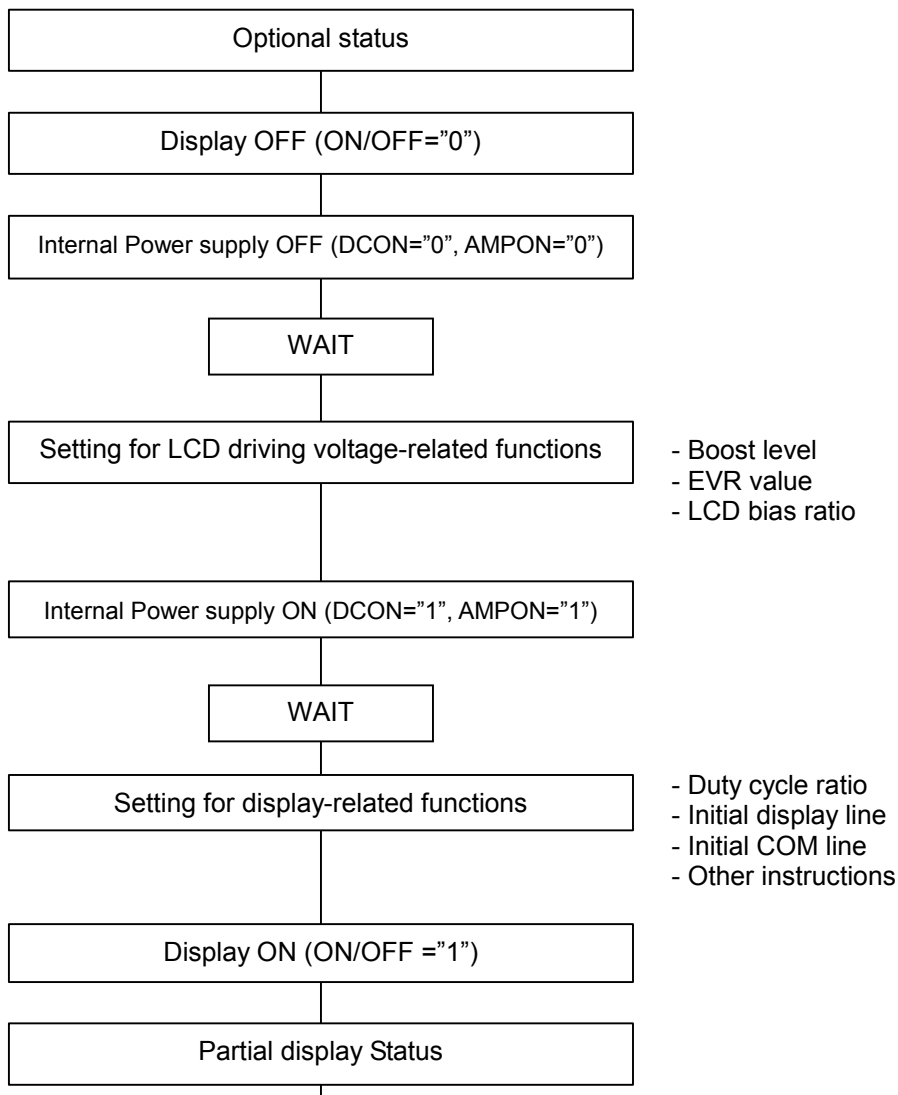 Optional status
Display OFF (ON/OFF=”0”)
Internal Power supply OFF (DCON=”0”, AMPON=”0”)
WAIT
Setting for LCD driving voltage-related functions
- Boost level
- EVR value
- LCD bias ratio
Internal Power supply ON (DCON=”1”, AMPON=”1”)
WAIT
Setting for display-related functions
- Duty cycle ratio
- Initial display line
- Initial COM line
- Other instructions
Display ON (ON/OFF =”1”)
Partial display Status